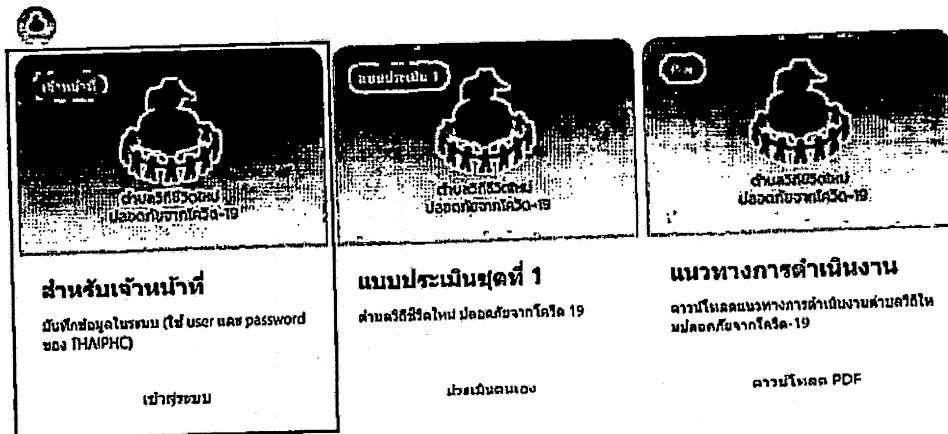 เจ้าหน้าที่
ตำบลวิถีชีวิตใหม่
ปลอดภัยจากโควิด-19
สำหรับเจ้าหน้าที่
บันทึกข้อมูลในระบบ (ใช้ user และ password
ของ THAIPHC)
เข้าสู่ระบบ
แบบประเมิน 1
ตำบลวิถีชีวิตใหม่
ปลอดภัยจากโควิด-19
แบบประเมินชุดที่ 1
ตำบลวิถีชีวิตใหม่ ปลอดภัยจากโควิด 19
ประเมินตนเอง
ตำบลวิถีชีวิตใหม่
ปลอดภัยจากโควิด-19
แนวทางการดำเนินงาน
ดาวน์โหลดแนวทางการดำเนินงานตำบลวิถีให
ม่ปลอดภัยจากโควิด-19
ดาวน์โหลด PDF